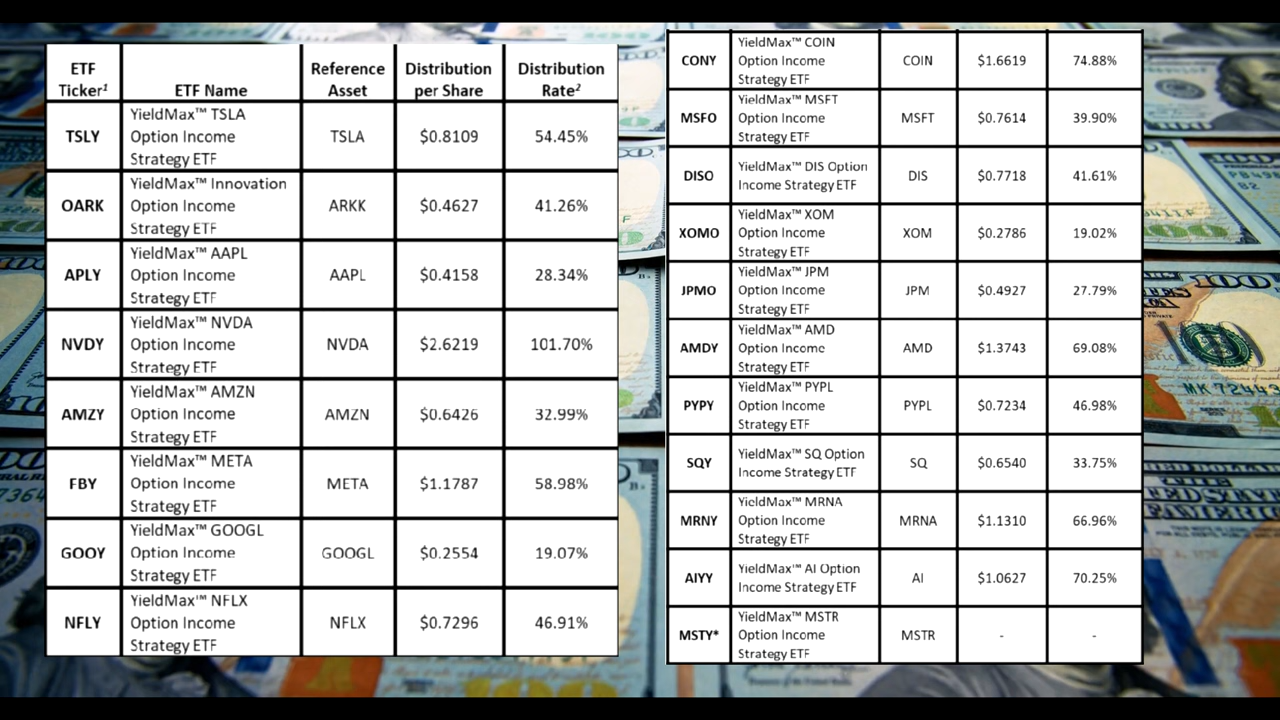 ETF Ticker¹ ETF Name Reference Asset Distribution per Share Distribution Rate²
TSLY YieldMax™ TSLA Option Income Strategy ETF TSLA $0.8109 54.45%
OARK YieldMax™ Innovation Option Income Strategy ETF ARKK $0.4627 41.26%
APLY YieldMax™ AAPL Option Income Strategy ETF AAPL $0.4158 28.34%
NVDY YieldMax™ NVDA Option Income Strategy ETF NVDA $2.6219 101.70%
AMZY YieldMax™ AMZN Option Income Strategy ETF AMZN $0.6426 32.99%
FBY YieldMax™ META Option Income Strategy ETF META $1.1787 58.98%
GOOY YieldMax™ GOOGL Option Income Strategy ETF GOOGL $0.2554 19.07%
NFLY YieldMax™ NFLX Option Income Strategy ETF NFLX $0.7296 46.91%
CONY YieldMax™ COIN Option Income Strategy ETF COIN $1.6619 74.88%
MSFO YieldMax™ MSFT Option Income Strategy ETF MSFT $0.7614 39.90%
DISO YieldMax™ DIS Option Income Strategy ETF DIS $0.7718 41.61%
XOMO YieldMax™ XOM Option Income Strategy ETF XOM $0.2786 19.02%
JPMO YieldMax™ JPM Option Income Strategy ETF JPM $0.4927 27.79%
AMDY YieldMax™ AMD Option Income Strategy ETF AMD $1.3743 69.08%
PYPY YieldMax™ PYPL Option Income Strategy ETF PYPL $0.7234 46.98%
SQY YieldMax™ SQ Option Income Strategy ETF SQ $0.6540 33.75%
MRNY YieldMax™ MRNA Option Income Strategy ETF MRNA $1.1310 66.96%
AIYY YieldMax™ AI Option Income Strategy ETF AI $1.0627 70.25%
MSTY* YieldMax™ MSTR Option Income Strategy ETF MSTR - -